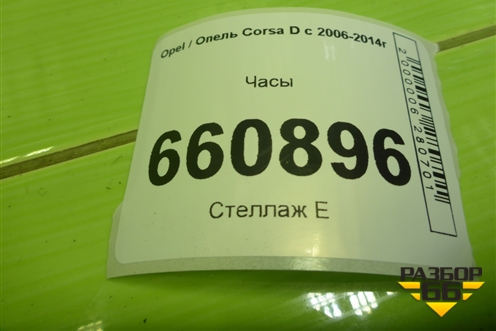 Opel / Опель Corsa D с 2006-2014г
Часы
660896
Стеллаж Е
2000006280701
РАЗБОР
66